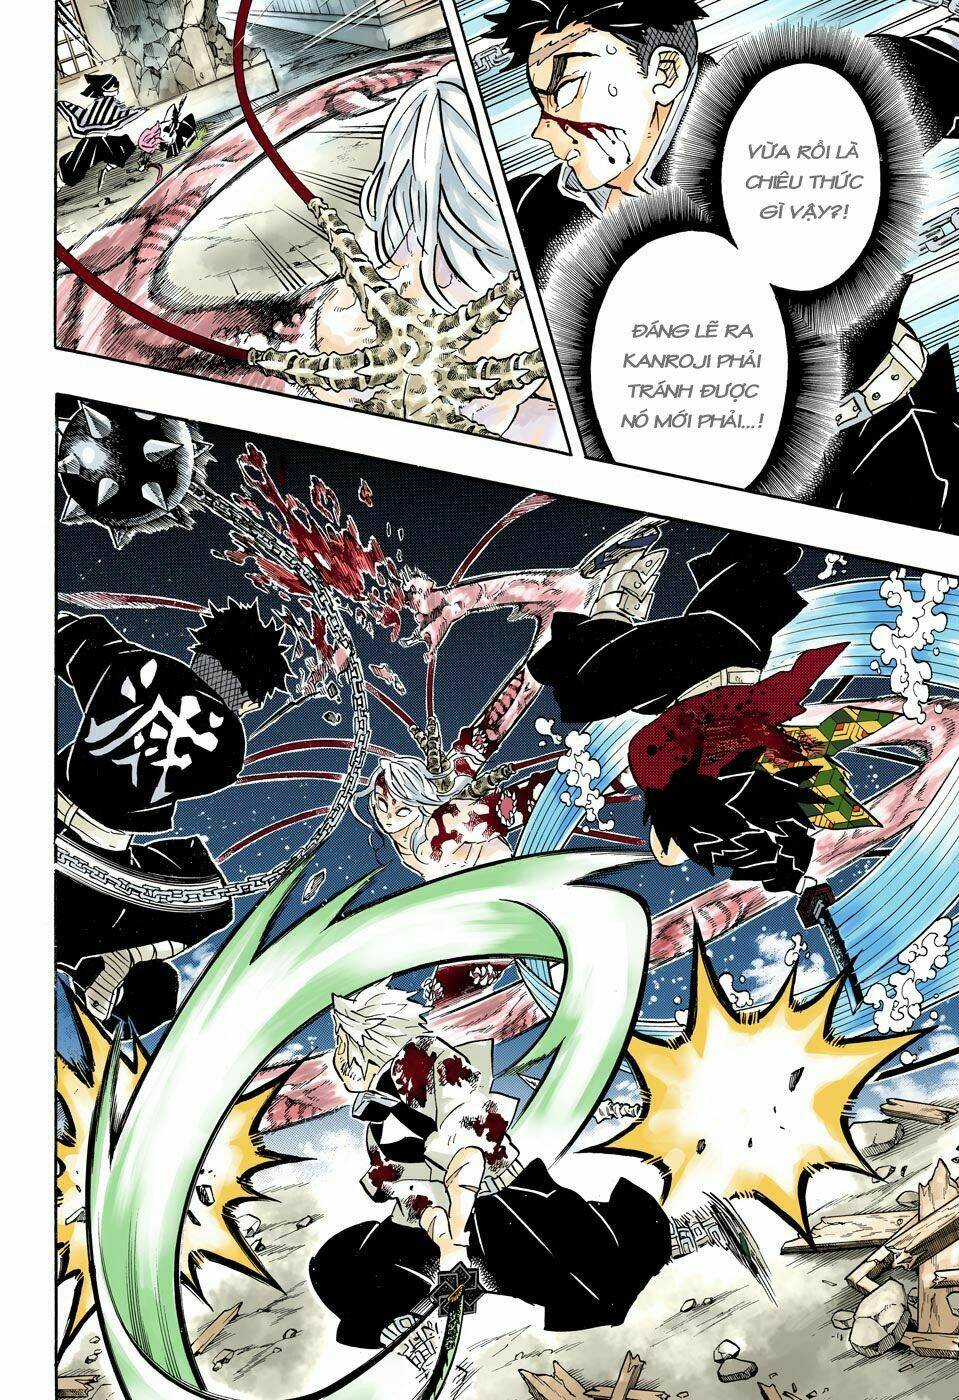 VỪA RỒI LÀ
CHIÊU THỨC
GÌ VẬY?!
ĐÁNG LẼ RA
KANROJI PHẢI
TRÁNH ĐƯỢC
NÓ MỚI PHẢI...!